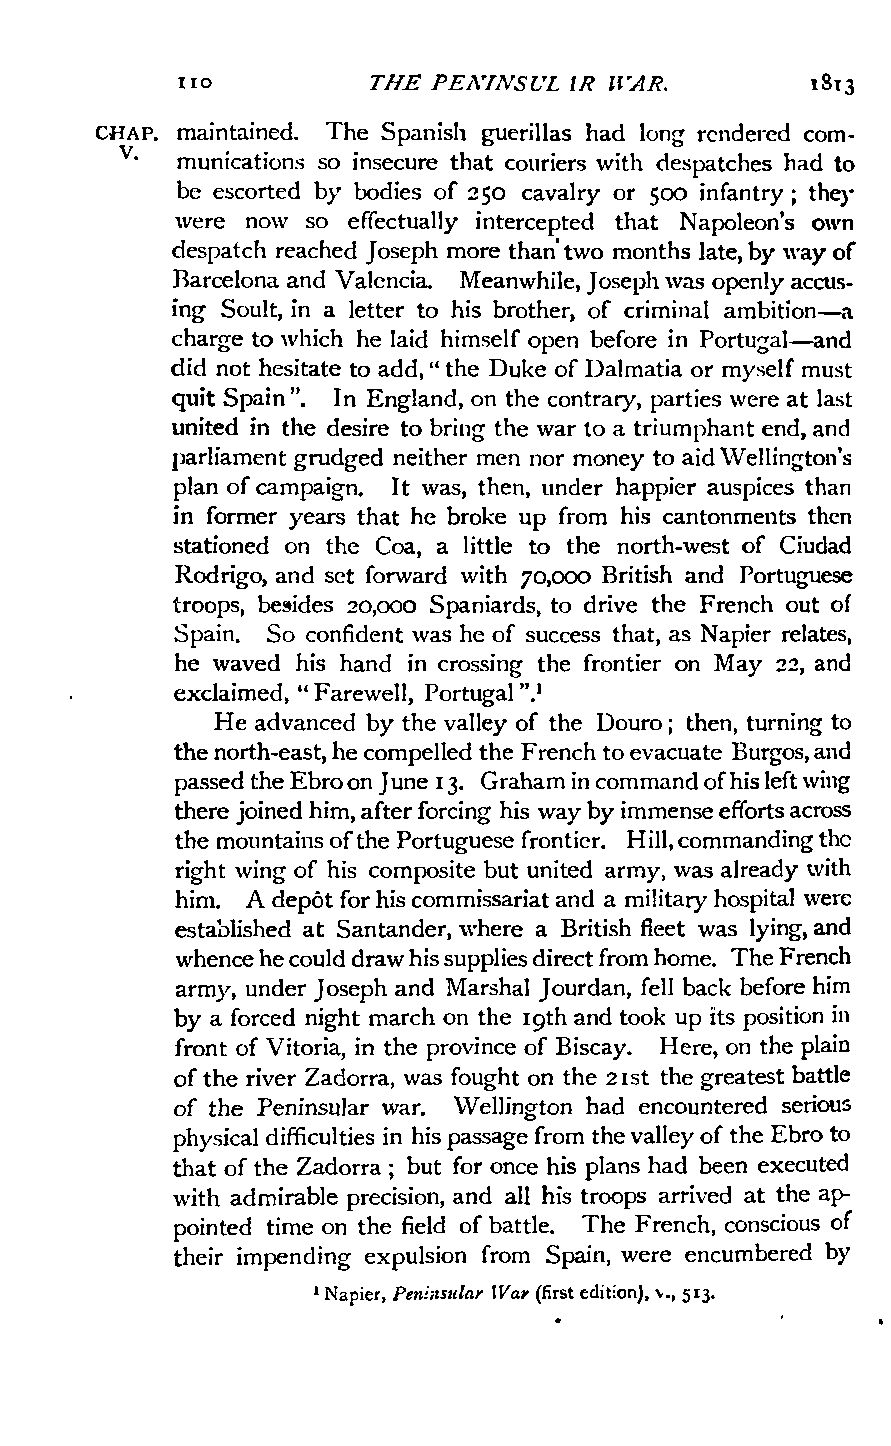 110 THE PENINSULAR WAR. 1813
CHAP. maintained. The Spanish guerillas had long rendered com-
V. munications so insecure that couriers with despatches had to
be escorted by bodies of 250 cavalry or 500 infantry ; they
were now so effectually intercepted that Napoleon's own
despatch reached Joseph more than two months late, by way of
Barcelona and Valencia. Meanwhile, Joseph was openly accus-
ing Soult, in a letter to his brother, of criminal ambition—a
charge to which he laid himself open before in Portugal—and
did not hesitate to add, " the Duke of Dalmatia or myself must
quit Spain ". In England, on the contrary, parties were at last
united in the desire to bring the war to a triumphant end, and
parliament grudged neither men nor money to aid Wellington's
plan of campaign. It was, then, under happier auspices than
in former years that he broke up from his cantonments then
stationed on the Coa, a little to the north-west of Ciudad
Rodrigo, and set forward with 70,000 British and Portuguese
troops, besides 20,000 Spaniards, to drive the French out of
Spain. So confident was he of success that, as Napier relates,
he waved his hand in crossing the frontier on May 22, and
exclaimed, " Farewell, Portugal ".¹
He advanced by the valley of the Douro ; then, turning to
the north-east, he compelled the French to evacuate Burgos, and
passed the Ebro on June 13. Graham in command of his left wing
there joined him, after forcing his way by immense efforts across
the mountains of the Portuguese frontier. Hill, commanding the
right wing of his composite but united army, was already with
him. A depôt for his commissariat and a military hospital were
established at Santander, where a British fleet was lying, and
whence he could draw his supplies direct from home. The French
army, under Joseph and Marshal Jourdan, fell back before him
by a forced night march on the 19th and took up its position in
front of Vitoria, in the province of Biscay. Here, on the plain
of the river Zadorra, was fought on the 21st the greatest battle
of the Peninsular war. Wellington had encountered serious
physical difficulties in his passage from the valley of the Ebro to
that of the Zadorra ; but for once his plans had been executed
with admirable precision, and all his troops arrived at the ap-
pointed time on the field of battle. The French, conscious of
their impending expulsion from Spain, were encumbered by
¹ Napier, Peninsular War (first edition), v., 513.